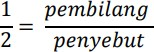 1/2 = pembilang/penyebut